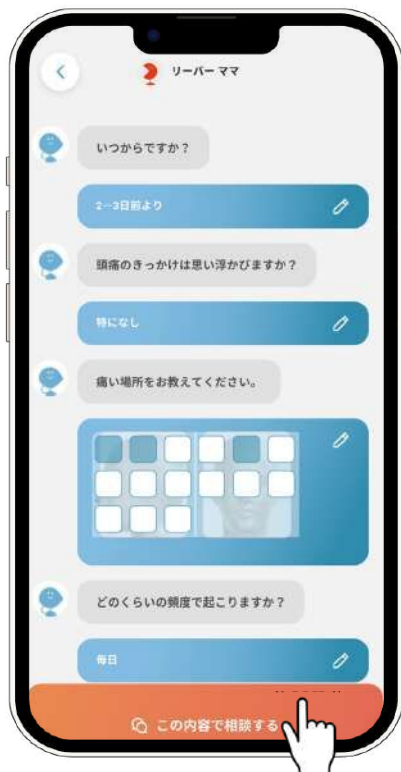 リーバー ママ
いつからですか？
2−3日前より
頭痛のきっかけは思い浮かびますか？
特になし
痛い場所をお教えてください。
どのくらいの頻度で起こりますか？
毎日
この内容で相談する